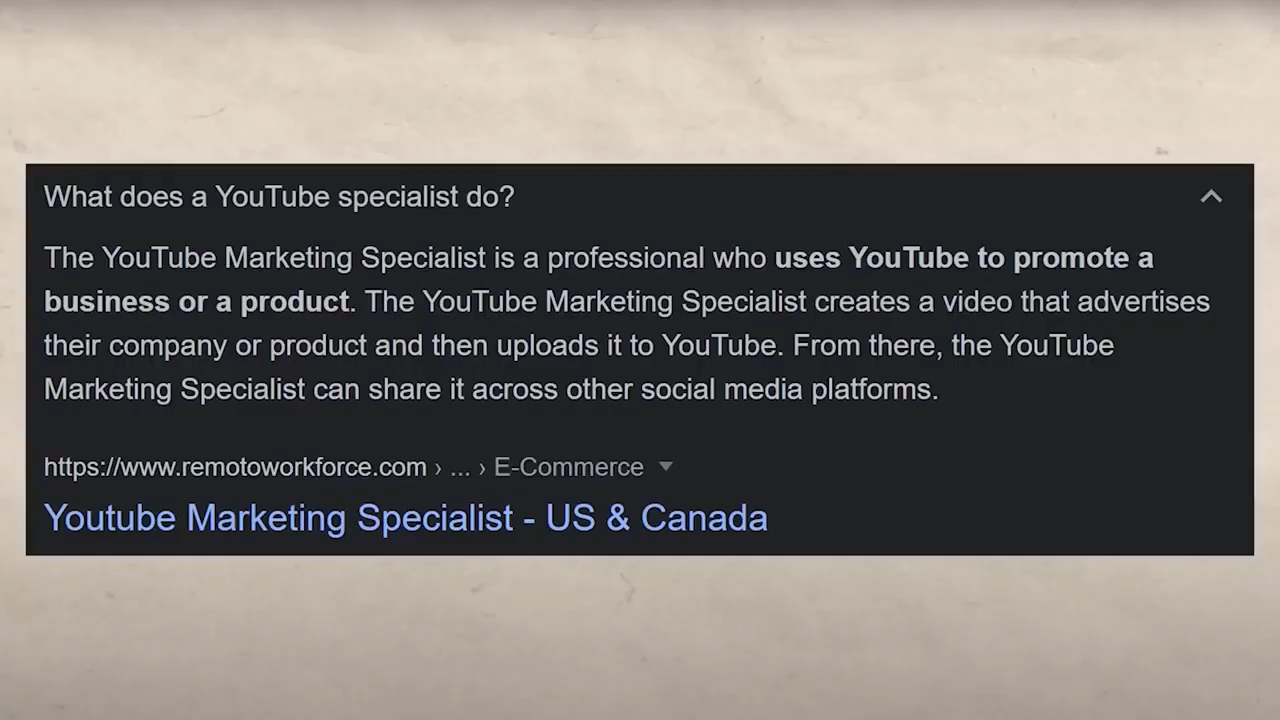 What does a YouTube specialist do?
The YouTube Marketing Specialist is a professional who uses YouTube to promote a
business or a product. The YouTube Marketing Specialist creates a video that advertises
their company or product and then uploads it to YouTube. From there, the YouTube
Marketing Specialist can share it across other social media platforms.
https://www.remotoworkforce.com › ... › E-Commerce
Youtube Marketing Specialist - US & Canada